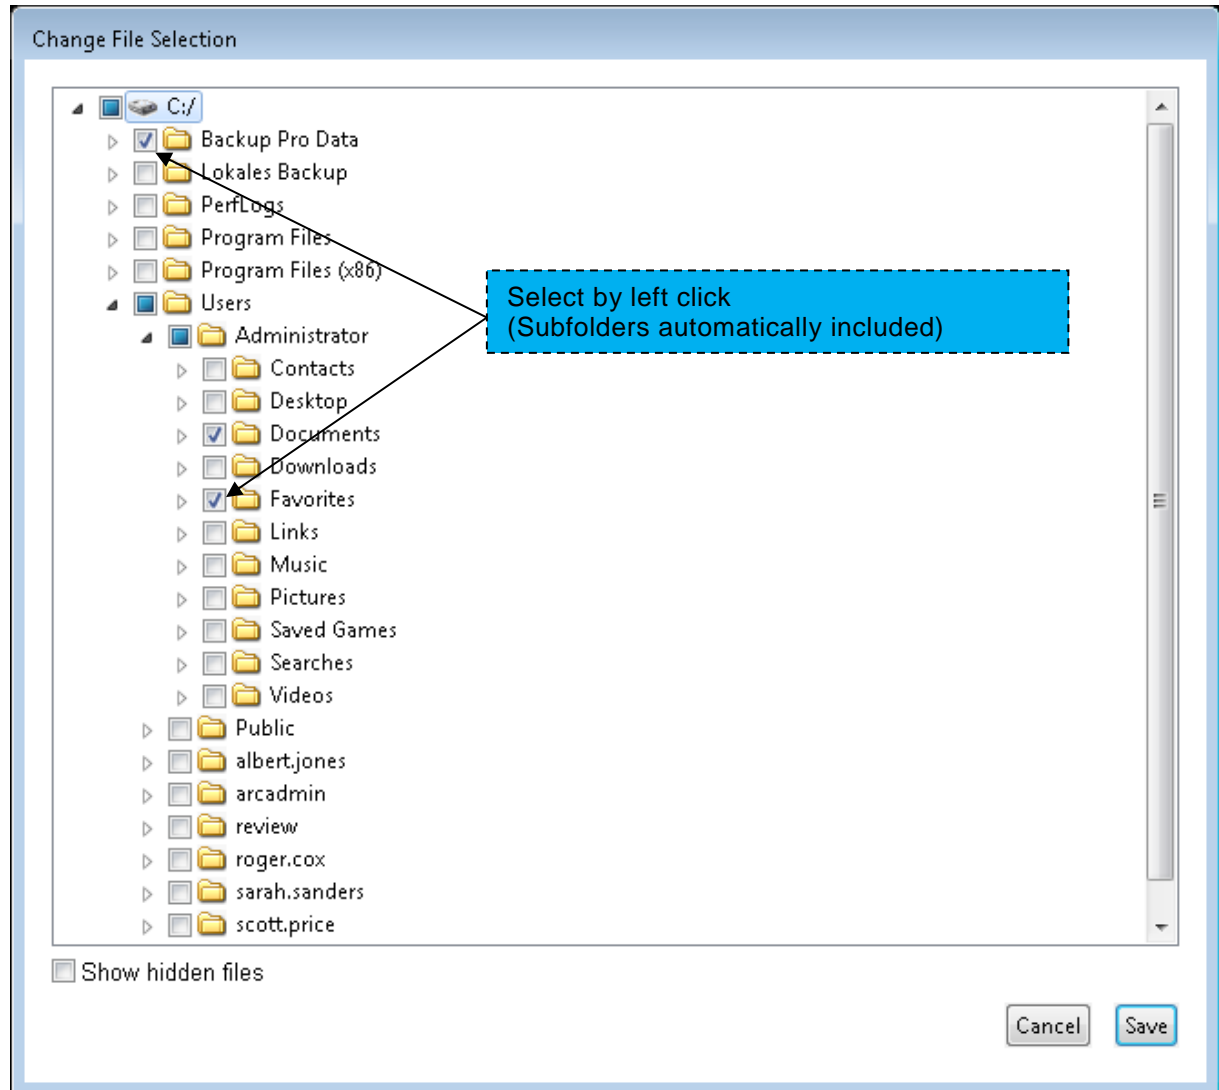 Change File Selection
C:/
Backup Pro Data
Lokales Backup
PerfLogs
Program Files
Program Files (x86)
Users
Select by left click
(Subfolders automatically included)
Administrator
Contacts
Desktop
Documents
Downloads
Favorites
Links
Music
Pictures
Saved Games
Searches
Videos
Public
albert.jones
arcadmin
review
roger.cox
sarah.sanders
scott.price
Show hidden files
Cancel Save